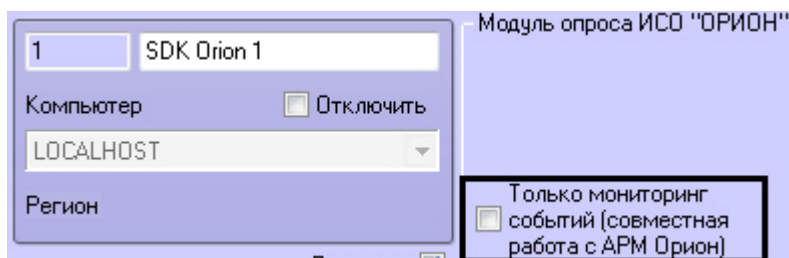 Модуль опроса ИСО "ОРИОН"
1 SDK Orion 1
Компьютер Отключить
LOCALHOST
Регион
Только мониторинг
событий (совместная
работа с АРМ Орион)